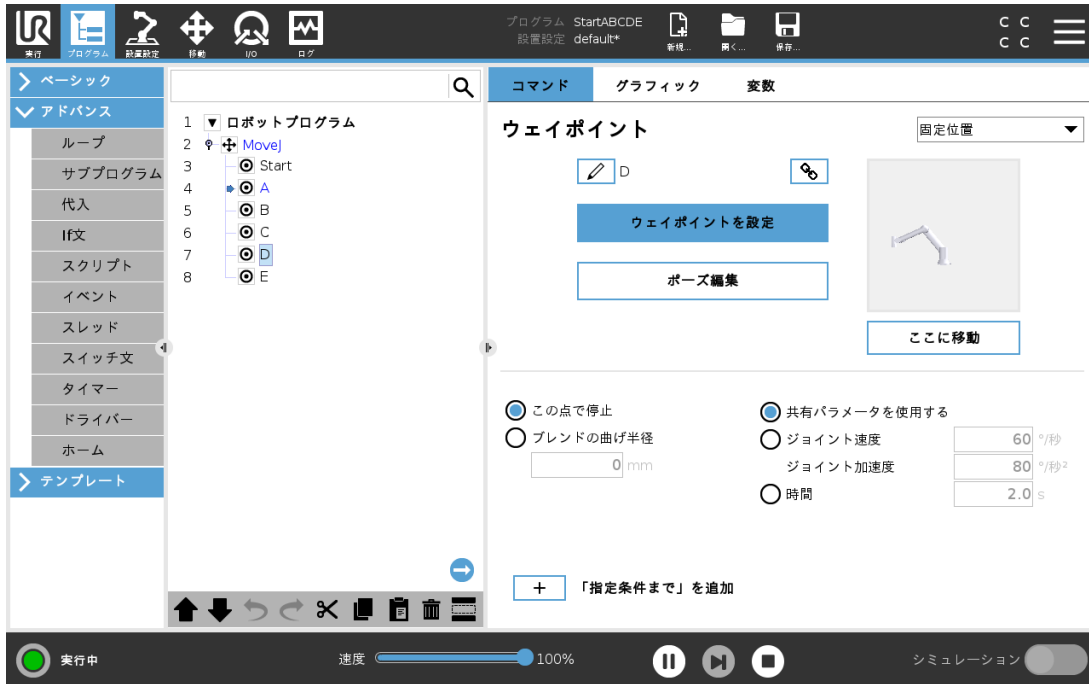 プログラム StartABCDE
設置設定 default*
実行 プログラム 設置設定 移動 I/O ログ
新規... 開く... 保存...
C C
C C
ベーシック
アドバンス
ループ
サブプログラム
代入
If文
スクリプト
イベント
スレッド
スイッチ文
タイマー
ドライバー
ホーム
テンプレート
1 ロボットプログラム
2 MoveJ
3 Start
4 A
5 B
6 C
7 D
8 E
コマンド グラフィック 変数
ウェイポイント 固定位置
D
ウェイポイントを設定
ポーズ編集
ここに移動
この点で停止
ブレンドの曲げ半径
0 mm
共有パラメータを使用する
ジョイント速度 60 °/秒
ジョイント加速度 80 °/秒²
時間 2.0 s
+ 「指定条件まで」を追加
実行中 速度 100% シミュレーション